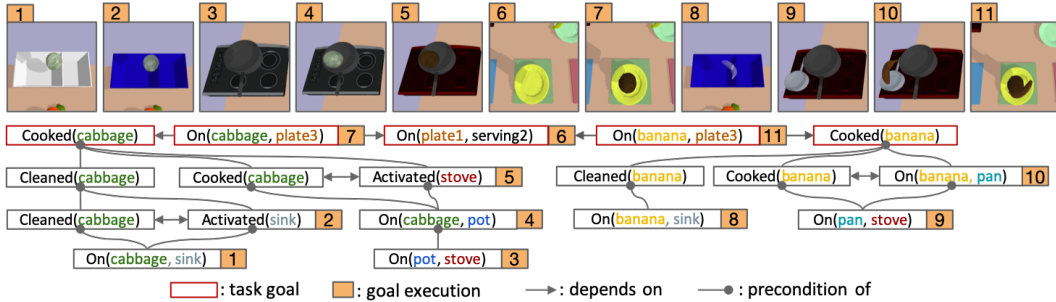 1 2 3 4 5 6 7 8 9 10 11
Cooked(cabbage) On(cabbage, plate3) 7 On(plate1, serving2) 6 On(banana, plate3) 11 Cooked(banana)
Cleaned(cabbage) Cooked(cabbage) Activated(stove) 5 Cleaned(banana) Cooked(banana) On(banana, pan) 10
Cleaned(cabbage) Activated(sink) 2 On(cabbage, pot) 4 On(banana, sink) 8 On(pan, stove) 9
On(cabbage, sink) 1 On(pot, stove) 3
: task goal : goal execution : depends on : precondition of